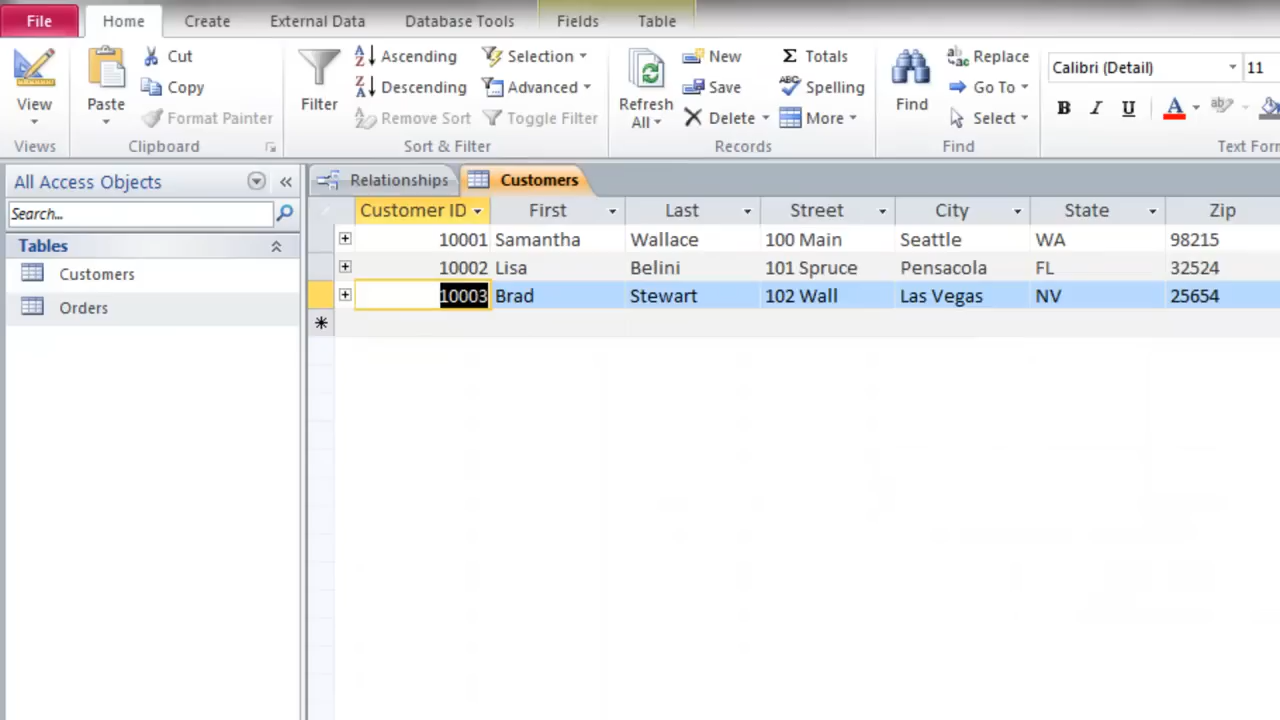 File Home Create External Data Database Tools Fields Table
Cut Ascending Selection New Totals Replace Calibri (Detail) 11
Copy Descending Advanced Save Spelling Go To
View Paste Format Painter Filter Remove Sort Toggle Filter Refresh All Delete More Find Select B I U A ab
Views Clipboard Sort & Filter Records Find Text Form
All Access Objects Relationships Customers
Search... Customer ID First Last Street City State Zip
Tables 10001 Samantha Wallace 100 Main Seattle WA 98215
Customers 10002 Lisa Belini 101 Spruce Pensacola FL 32524
Orders 10003 Brad Stewart 102 Wall Las Vegas NV 25654